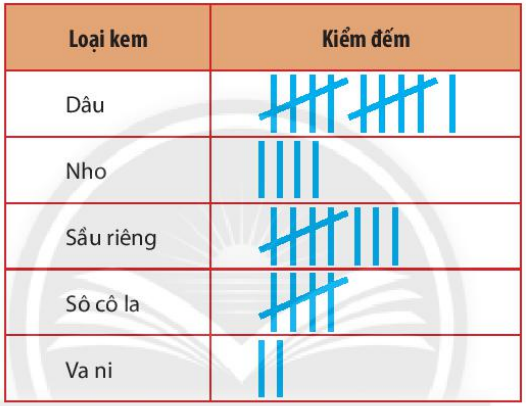 Loại kem
Kiểm đếm
Dâu
Nho
Sầu riêng
Sô cô la
Va ni